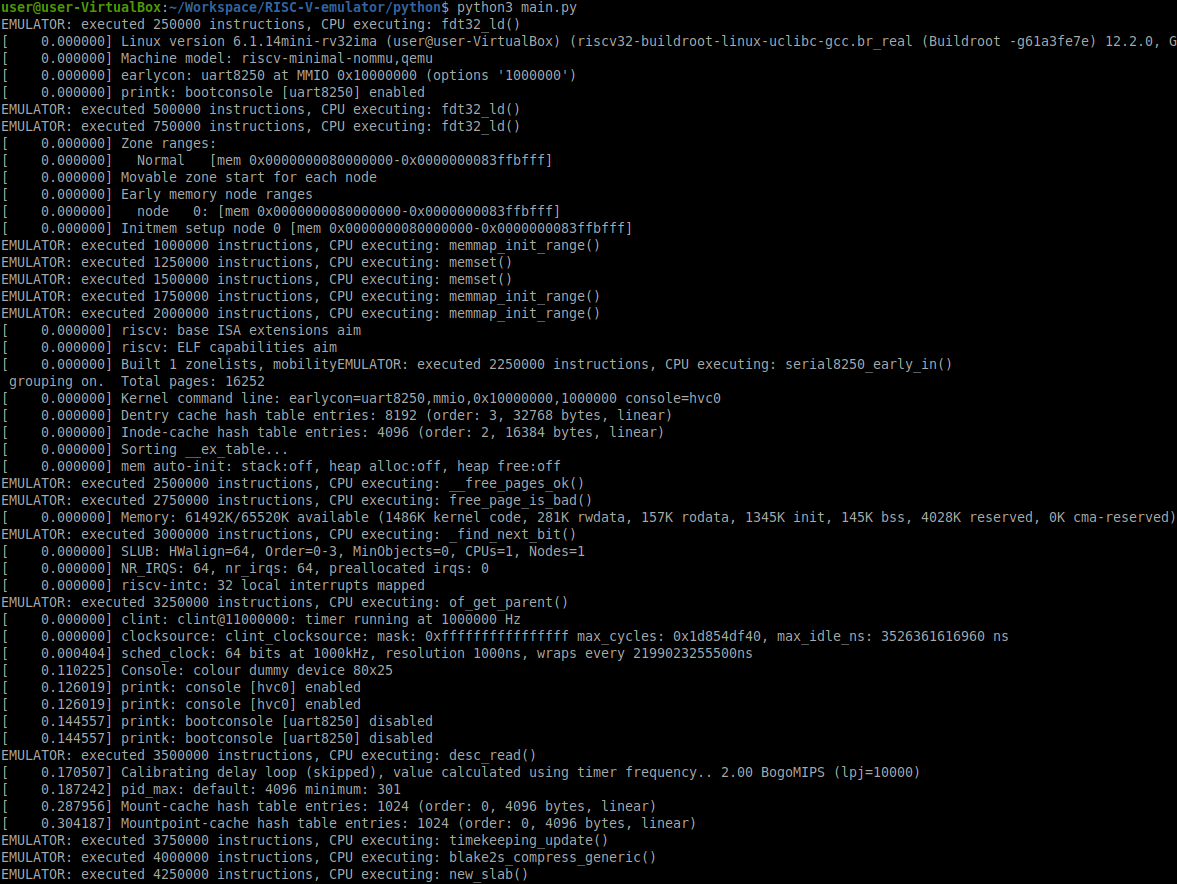 user@user-VirtualBox:~/Workspace/RISC-V-emulator/python$ python3 main.py
EMULATOR: executed 250000 instructions, CPU executing: fdt32_ld()
[    0.000000] Linux version 6.1.14mini-rv32ima (user@user-VirtualBox) (riscv32-buildroot-linux-uclibc-gcc.br_real (Buildroot -g61a3fe7e) 12.2.0, G
[    0.000000] Machine model: riscv-minimal-nommu,qemu
[    0.000000] earlycon: uart8250 at MMIO 0x10000000 (options '1000000')
[    0.000000] printk: bootconsole [uart8250] enabled
EMULATOR: executed 500000 instructions, CPU executing: fdt32_ld()
EMULATOR: executed 750000 instructions, CPU executing: fdt32_ld()
[    0.000000] Zone ranges:
[    0.000000]   Normal   [mem 0x0000000080000000-0x0000000083ffbfff]
[    0.000000] Movable zone start for each node
[    0.000000] Early memory node ranges
[    0.000000]   node   0: [mem 0x0000000080000000-0x0000000083ffbfff]
[    0.000000] Initmem setup node 0 [mem 0x0000000080000000-0x0000000083ffbfff]
EMULATOR: executed 1000000 instructions, CPU executing: memmap_init_range()
EMULATOR: executed 1250000 instructions, CPU executing: memset()
EMULATOR: executed 1500000 instructions, CPU executing: memset()
EMULATOR: executed 1750000 instructions, CPU executing: memmap_init_range()
EMULATOR: executed 2000000 instructions, CPU executing: memmap_init_range()
[    0.000000] riscv: base ISA extensions aim
[    0.000000] riscv: ELF capabilities aim
[    0.000000] Built 1 zonelists, mobilityEMULATOR: executed 2250000 instructions, CPU executing: serial8250_early_in()
 grouping on.  Total pages: 16252
[    0.000000] Kernel command line: earlycon=uart8250,mmio,0x10000000,1000000 console=hvc0
[    0.000000] Dentry cache hash table entries: 8192 (order: 3, 32768 bytes, linear)
[    0.000000] Inode-cache hash table entries: 4096 (order: 2, 16384 bytes, linear)
[    0.000000] Sorting __ex_table...
[    0.000000] mem auto-init: stack:off, heap alloc:off, heap free:off
EMULATOR: executed 2500000 instructions, CPU executing: __free_pages_ok()
EMULATOR: executed 2750000 instructions, CPU executing: free_page_is_bad()
[    0.000000] Memory: 61492K/65520K available (1486K kernel code, 281K rwdata, 157K rodata, 1345K init, 145K bss, 4028K reserved, 0K cma-reserved)
EMULATOR: executed 3000000 instructions, CPU executing: _find_next_bit()
[    0.000000] SLUB: HWalign=64, Order=0-3, MinObjects=0, CPUs=1, Nodes=1
[    0.000000] NR_IRQS: 64, nr_irqs: 64, preallocated irqs: 0
[    0.000000] riscv-intc: 32 local interrupts mapped
EMULATOR: executed 3250000 instructions, CPU executing: of_get_parent()
[    0.000000] clint: clint@11000000: timer running at 1000000 Hz
[    0.000000] clocksource: clint_clocksource: mask: 0xffffffffffffffff max_cycles: 0x1d854df40, max_idle_ns: 3526361616960 ns
[    0.000404] sched_clock: 64 bits at 1000kHz, resolution 1000ns, wraps every 2199023255500ns
[    0.110225] Console: colour dummy device 80x25
[    0.126019] printk: console [hvc0] enabled
[    0.126019] printk: console [hvc0] enabled
[    0.144557] printk: bootconsole [uart8250] disabled
[    0.144557] printk: bootconsole [uart8250] disabled
EMULATOR: executed 3500000 instructions, CPU executing: desc_read()
[    0.170507] Calibrating delay loop (skipped), value calculated using timer frequency.. 2.00 BogoMIPS (lpj=10000)
[    0.187242] pid_max: default: 4096 minimum: 301
[    0.287956] Mount-cache hash table entries: 1024 (order: 0, 4096 bytes, linear)
[    0.304187] Mountpoint-cache hash table entries: 1024 (order: 0, 4096 bytes, linear)
EMULATOR: executed 3750000 instructions, CPU executing: timekeeping_update()
EMULATOR: executed 4000000 instructions, CPU executing: blake2s_compress_generic()
EMULATOR: executed 4250000 instructions, CPU executing: new_slab()